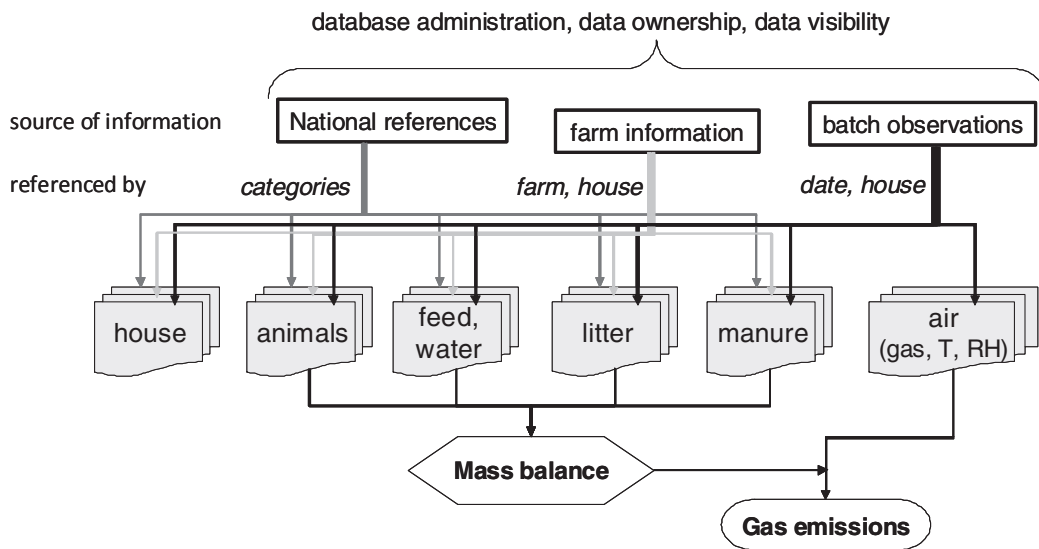 database administration, data ownership, data visibility
source of information
National references
farm information
batch observations
referenced by
categories
farm, house
date, house
house
animals
feed,
water
litter
manure
air
(gas, T, RH)
Mass balance
Gas emissions